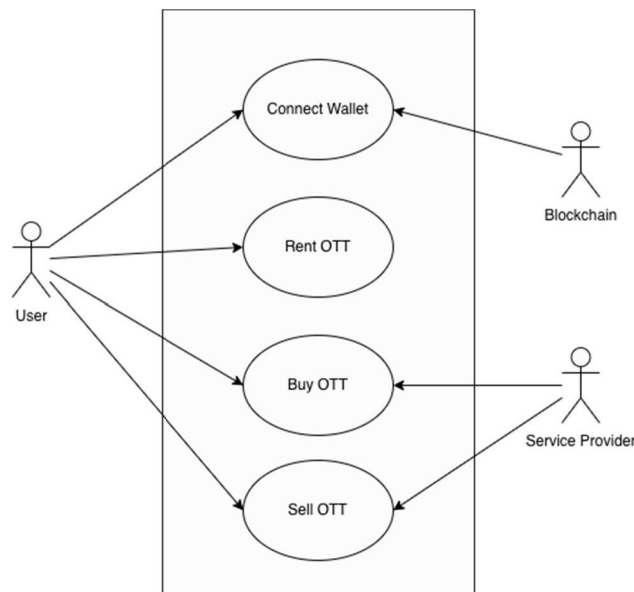 Connect Wallet
Blockchain
Rent OTT
User
Buy OTT
Service Provider
Sell OTT